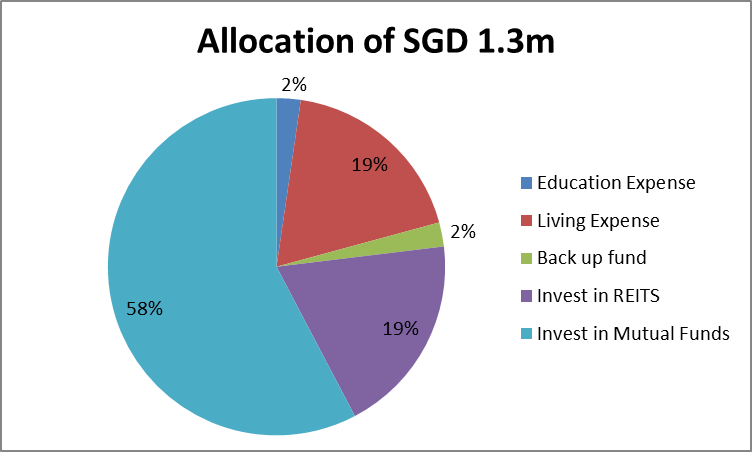 Allocation of SGD 1.3m
2%
19%
2%
19%
58%
Education Expense
Living Expense
Back up fund
Invest in REITS
Invest in Mutual Funds